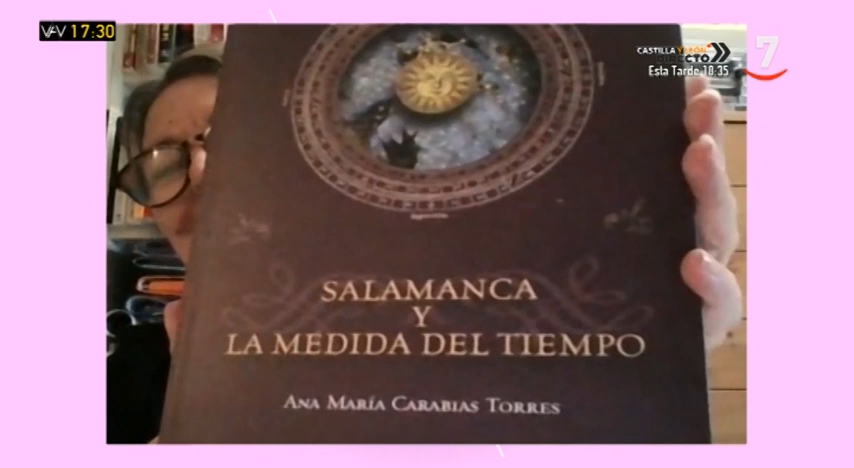 VAV 17:30
CASTILLA Y LEÓN
DIRECTO
Esta Tarde 18:35
7
SALAMANCA
Y
LA MEDIDA DEL TIEMPO
ANA MARÍA CARABIAS TORRES